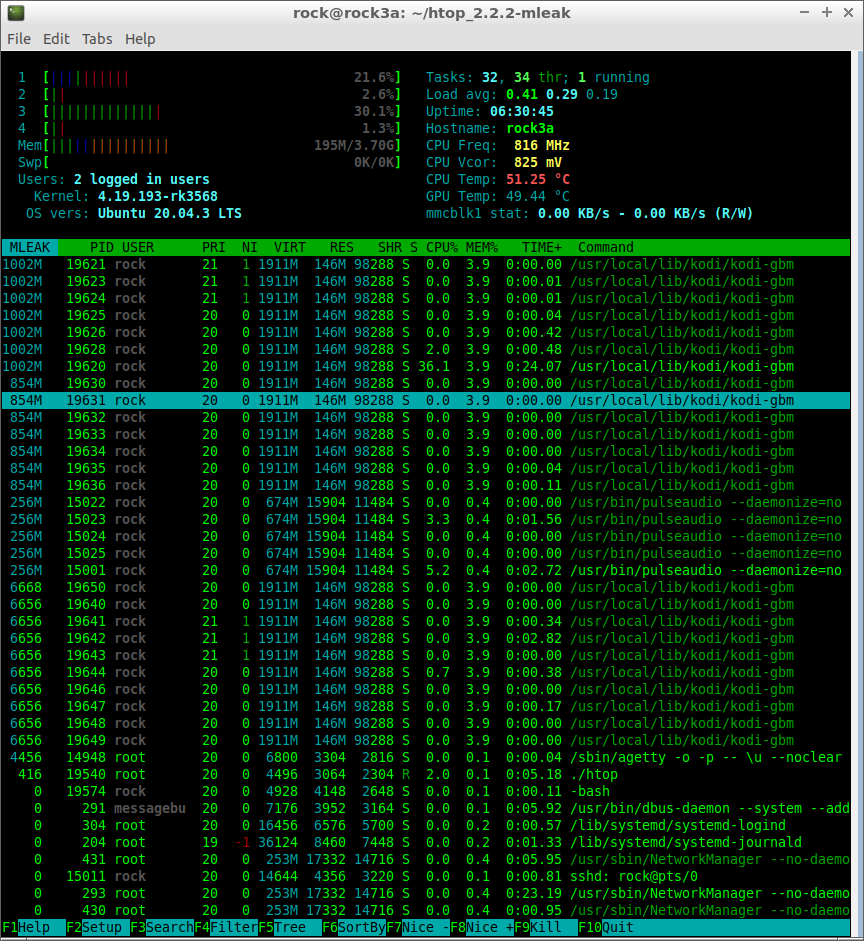 rock@rock3a: ~/htop_2.2.2-mleak
File Edit Tabs Help
1 [|||||||||| 21.6%] Tasks: 32, 34 thr; 1 running
2 [|| 2.6%] Load avg: 0.41 0.29 0.19
3 [|||||||||||||| 30.1%] Uptime: 06:30:45
4 [|| 1.3%] Hostname: rock3a
Mem[||||||||||||||| 195M/3.70G] CPU Freq: 816 MHz
Swp[ 0K/0K] CPU Vcor: 825 mV
Users: 2 logged in users CPU Temp: 51.25 °C
Kernel: 4.19.193-rk3568 GPU Temp: 49.44 °C
OS vers: Ubuntu 20.04.3 LTS mmcblk1 stat: 0.00 KB/s - 0.00 KB/s (R/W)
MLEAK PID USER PRI NI VIRT RES SHR S CPU% MEM% TIME+ Command
1002M 19621 rock 21 1 1911M 146M 98288 S 0.0 3.9 0:00.00 /usr/local/lib/kodi/kodi-gbm
1002M 19623 rock 21 1 1911M 146M 98288 S 0.0 3.9 0:00.01 /usr/local/lib/kodi/kodi-gbm
1002M 19624 rock 21 1 1911M 146M 98288 S 0.0 3.9 0:00.01 /usr/local/lib/kodi/kodi-gbm
1002M 19625 rock 20 0 1911M 146M 98288 S 0.0 3.9 0:00.04 /usr/local/lib/kodi/kodi-gbm
1002M 19626 rock 20 0 1911M 146M 98288 S 0.0 3.9 0:00.42 /usr/local/lib/kodi/kodi-gbm
1002M 19628 rock 20 0 1911M 146M 98288 S 2.0 3.9 0:00.48 /usr/local/lib/kodi/kodi-gbm
1002M 19620 rock 20 0 1911M 146M 98288 S 36.1 3.9 0:24.07 /usr/local/lib/kodi/kodi-gbm
854M 19630 rock 20 0 1911M 146M 98288 S 0.0 3.9 0:00.00 /usr/local/lib/kodi/kodi-gbm
854M 19631 rock 20 0 1911M 146M 98288 S 0.0 3.9 0:00.00 /usr/local/lib/kodi/kodi-gbm
854M 19632 rock 20 0 1911M 146M 98288 S 0.0 3.9 0:00.00 /usr/local/lib/kodi/kodi-gbm
854M 19633 rock 20 0 1911M 146M 98288 S 0.0 3.9 0:00.00 /usr/local/lib/kodi/kodi-gbm
854M 19634 rock 20 0 1911M 146M 98288 S 0.0 3.9 0:00.00 /usr/local/lib/kodi/kodi-gbm
854M 19635 rock 20 0 1911M 146M 98288 S 0.0 3.9 0:00.04 /usr/local/lib/kodi/kodi-gbm
854M 19636 rock 20 0 1911M 146M 98288 S 0.0 3.9 0:00.11 /usr/local/lib/kodi/kodi-gbm
256M 15022 rock 20 0 674M 15904 11484 S 0.0 0.4 0:00.00 /usr/bin/pulseaudio --daemonize=no
256M 15023 rock 20 0 674M 15904 11484 S 3.3 0.4 0:01.56 /usr/bin/pulseaudio --daemonize=no
256M 15024 rock 20 0 674M 15904 11484 S 0.0 0.4 0:00.00 /usr/bin/pulseaudio --daemonize=no
256M 15025 rock 20 0 674M 15904 11484 S 0.0 0.4 0:00.00 /usr/bin/pulseaudio --daemonize=no
256M 15001 rock 20 0 674M 15904 11484 S 5.2 0.4 0:02.72 /usr/bin/pulseaudio --daemonize=no
6668 19650 rock 20 0 1911M 146M 98288 S 0.0 3.9 0:00.00 /usr/local/lib/kodi/kodi-gbm
6656 19640 rock 20 0 1911M 146M 98288 S 0.0 3.9 0:00.00 /usr/local/lib/kodi/kodi-gbm
6656 19641 rock 21 1 1911M 146M 98288 S 0.0 3.9 0:00.34 /usr/local/lib/kodi/kodi-gbm
6656 19642 rock 21 1 1911M 146M 98288 S 0.0 3.9 0:02.82 /usr/local/lib/kodi/kodi-gbm
6656 19643 rock 21 1 1911M 146M 98288 S 0.0 3.9 0:00.00 /usr/local/lib/kodi/kodi-gbm
6656 19644 rock 20 0 1911M 146M 98288 S 0.7 3.9 0:00.38 /usr/local/lib/kodi/kodi-gbm
6656 19646 rock 20 0 1911M 146M 98288 S 0.0 3.9 0:00.00 /usr/local/lib/kodi/kodi-gbm
6656 19647 rock 20 0 1911M 146M 98288 S 0.0 3.9 0:00.17 /usr/local/lib/kodi/kodi-gbm
6656 19648 rock 20 0 1911M 146M 98288 S 0.0 3.9 0:00.00 /usr/local/lib/kodi/kodi-gbm
6656 19649 rock 20 0 1911M 146M 98288 S 0.0 3.9 0:00.00 /usr/local/lib/kodi/kodi-gbm
4456 14948 root 20 0 6800 3304 2816 S 0.0 0.1 0:00.04 /sbin/agetty -o -p -- \u --noclear
416 19540 root 20 0 4496 3064 2304 R 2.0 0.1 0:05.18 ./htop
0 19574 rock 20 0 4928 4148 2648 S 0.0 0.1 0:00.11 -bash
0 291 messagebu 20 0 7176 3952 3164 S 0.0 0.1 0:05.92 /usr/bin/dbus-daemon --system --add
0 304 root 20 0 16456 6576 5700 S 0.0 0.2 0:00.57 /lib/systemd/systemd-logind
0 204 root 19 -1 36124 8460 7448 S 0.0 0.2 0:01.33 /lib/systemd/systemd-journald
0 431 root 20 0 253M 17332 14716 S 0.0 0.4 0:05.95 /usr/sbin/NetworkManager --no-daemo
0 15011 rock 20 0 14644 4356 3220 S 0.0 0.1 0:00.81 sshd: rock@pts/0
0 293 root 20 0 253M 17332 14716 S 0.0 0.4 0:23.19 /usr/sbin/NetworkManager --no-daemo
0 430 root 20 0 253M 17332 14716 S 0.0 0.4 0:00.95 /usr/sbin/NetworkManager --no-daemo
F1Help F2Setup F3SearchF4FilterF5Tree F6SortByF7Nice -F8Nice +F9Kill F10Quit